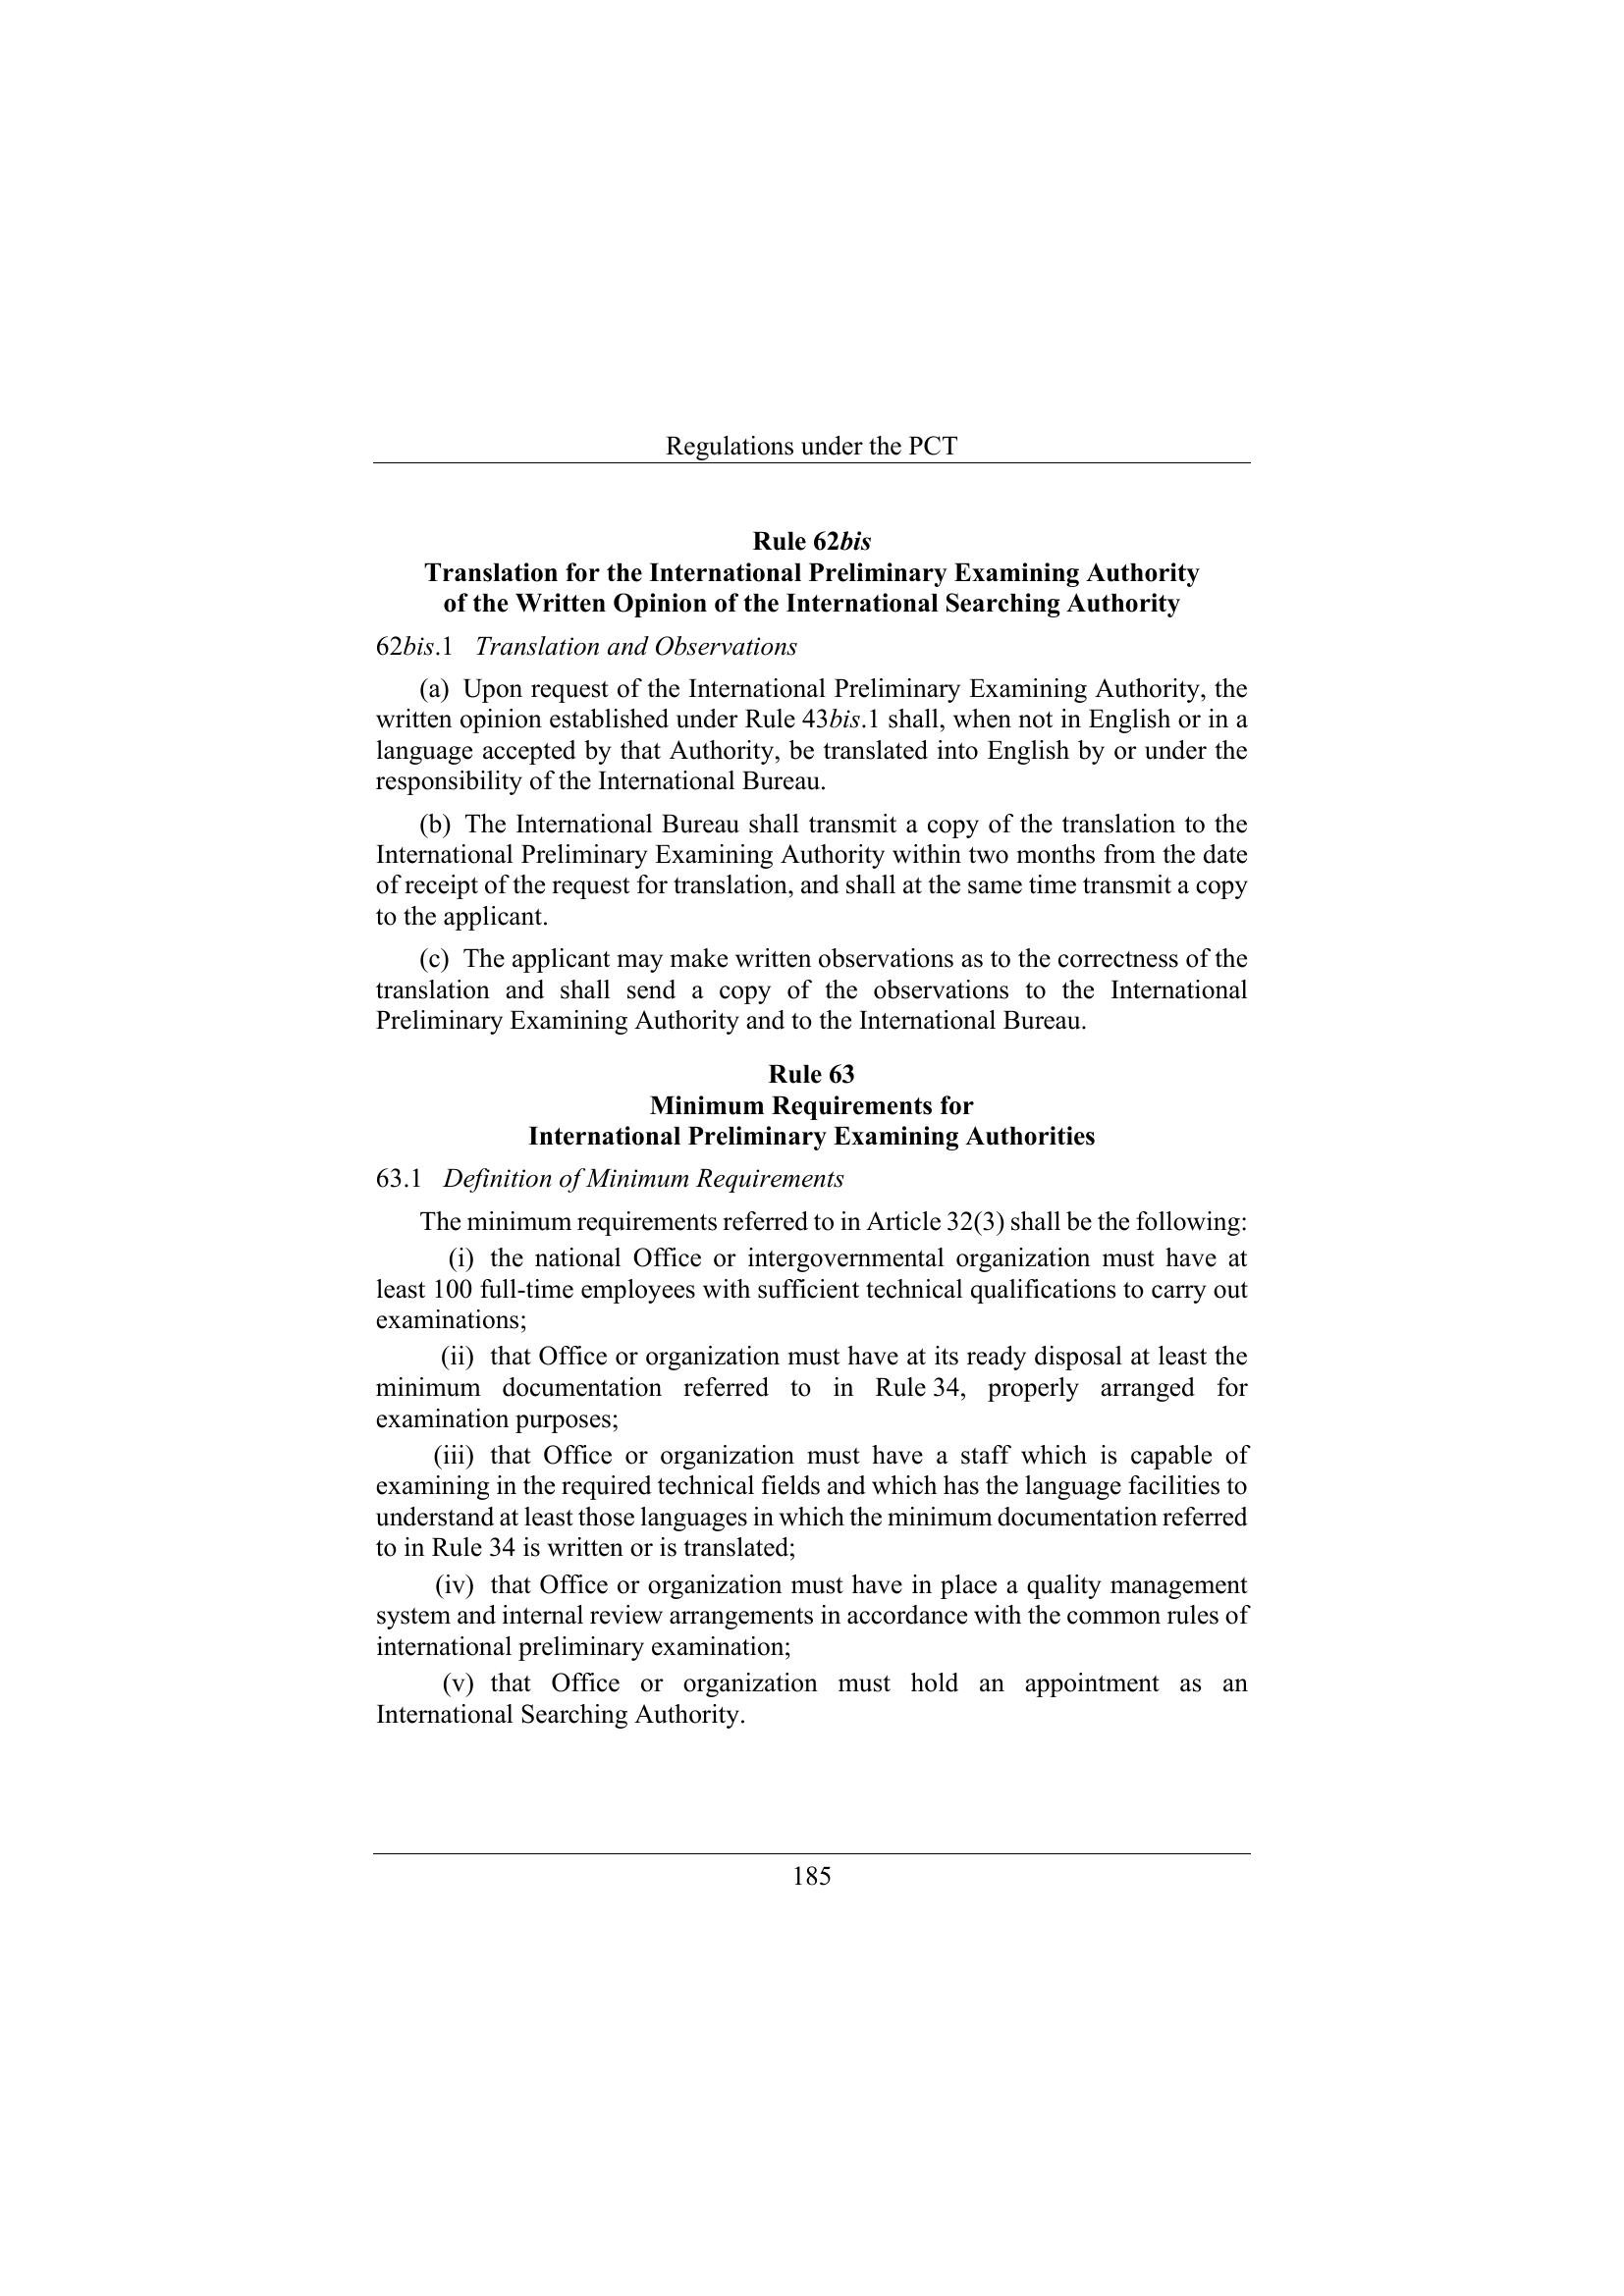 Regulations under the PCT
Rule 62bis
Translation for the International Preliminary Examining Authority
of the Written Opinion of the International Searching Authority
62bis.1 Translation and Observations
(a) Upon request of the International Preliminary Examining Authority, the
written opinion established under Rule 43bis.1 shall, when not in English or in a
language accepted by that Authority, be translated into English by or under the
responsibility of the International Bureau.
(b) The International Bureau shall transmit a copy of the translation to the
International Preliminary Examining Authority within two months from the date
of receipt of the request for translation, and shall at the same time transmit a copy
to the applicant.
(c) The applicant may make written observations as to the correctness of the
translation and shall send a copy of the observations to the International
Preliminary Examining Authority and to the International Bureau.
Rule 63
Minimum Requirements for
International Preliminary Examining Authorities
63.1 Definition of Minimum Requirements
The minimum requirements referred to in Article 32(3) shall be the following:
(i) the national Office or intergovernmental organization must have at
least 100 full-time employees with sufficient technical qualifications to carry out
examinations;
(ii) that Office or organization must have at its ready disposal at least the
minimum documentation referred to in Rule 34, properly arranged for
examination purposes;
(iii) that Office or organization must have a staff which is capable of
examining in the required technical fields and which has the language facilities to
understand at least those languages in which the minimum documentation referred
to in Rule 34 is written or is translated;
(iv) that Office or organization must have in place a quality management
system and internal review arrangements in accordance with the common rules of
international preliminary examination;
(v) that Office or organization must hold an appointment as an
International Searching Authority.
185